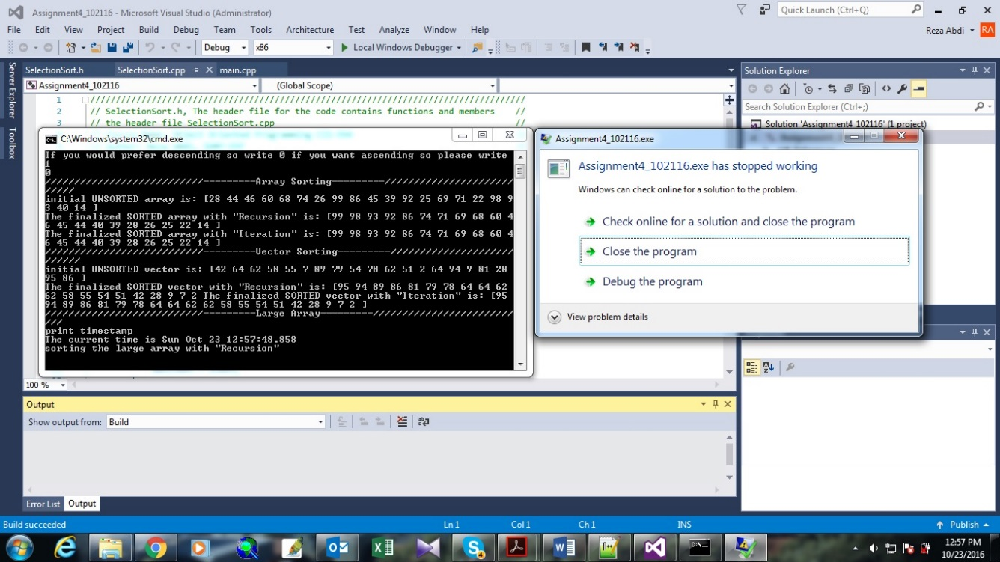 Assignment4_102116 - Microsoft Visual Studio (Administrator)
Quick Launch (Ctrl+Q)
File Edit View Project Build Debug Team Tools Architecture Test Analyze Window Help
Reza Abdi RA
Debug x86 Local Windows Debugger
Server Explorer
Toolbox
SelectionSort.h SelectionSort.cpp main.cpp
Assignment4_102116 (Global Scope)
1 ////////////////////////////////////////////////////////////////////////////////////
2 // SelectionSort.h, The header file for the code contains functions and members //
3 // the header file SelectionSort.cpp //
C:\Windows\system32\cmd.exe
If you would prefer descending so write 0 if you want ascending so please write
1
0
///////////////////////////---------Array Sorting---------//////////////////////
/////
initial UNSORTED array is: [28 44 46 60 68 74 26 99 86 45 39 92 25 69 71 22 98 9
3 40 14 ]
The finalized SORTED array with "Recursion" is: [99 98 93 92 86 74 71 69 68 60 4
6 45 44 40 39 28 26 25 22 14 ]
The finalized SORTED array with "Iteration" is: [99 98 93 92 86 74 71 69 68 60 4
6 45 44 40 39 28 26 25 22 14 ]
///////////////////////////---------Vector Sorting---------/////////////////////
//////
initial UNSORTED vector is: [42 64 62 58 55 7 89 79 54 78 62 51 2 64 94 9 81 28
95 86 ]
The finalized SORTED vector with "Recursion" is: [95 94 89 86 81 79 78 64 64 62
62 58 55 54 51 42 28 9 7 2 The finalized SORTED vector with "Iteration" is: [95
94 89 86 81 79 78 64 64 62 62 58 55 54 51 42 28 9 7 2 ]
///////////////////////////---------Large Array---------////////////////////////
///
print timestamp
The current time is Sun Oct 23 12:57:48.858
sorting the large array with "Recursion"
100 %
Assignment4_102116.exe
Assignment4_102116.exe has stopped working
Windows can check online for a solution to the problem.
Check online for a solution and close the program
Close the program
Debug the program
View problem details
Solution Explorer
Search Solution Explorer (Ctrl+;)
Solution 'Assignment4_102116' (1 project)
Output
Show output from: Build
Error List Output
Build succeeded Ln 1 Col 1 Ch 1 INS Publish
12:57 PM
10/23/2016